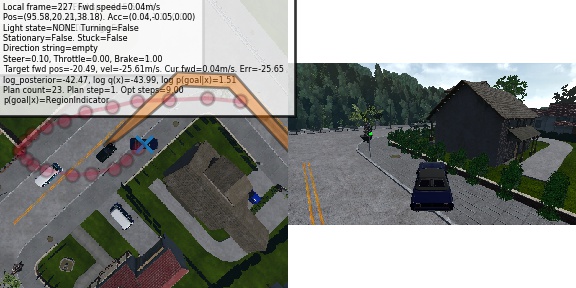 Local frame=227. Fwd speed=0.04m/s
Pos=(95.58,20.21,38.18). Acc=(0.04,-0.05,0.00)
Light state=NONE. Turning=False
Stationary=False. Stuck=False
Direction string=empty
Steer=0.10, Throttle=0.00, Brake=1.00
Target fwd pos=-20.49, vel=-25.61m/s. Cur fwd=0.04m/s. Err=-25.65
log_posterior=-42.47, log q(x)=-43.99, log p(goal|x)=1.51
Plan count=23. Plan step=1. Opt steps=9.00
p(goal|x)=RegionIndicator